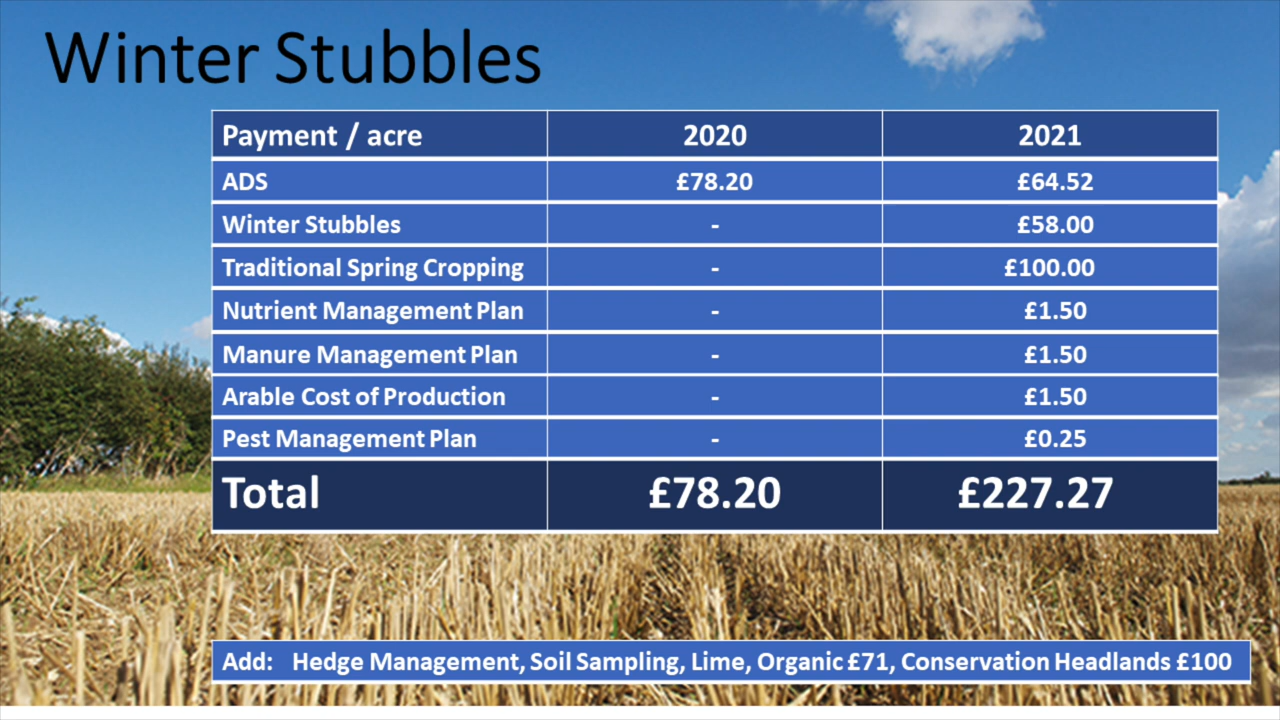 Winter Stubbles
Payment / acre 2020 2021
ADS £78.20 £64.52
Winter Stubbles - £58.00
Traditional Spring Cropping - £100.00
Nutrient Management Plan - £1.50
Manure Management Plan - £1.50
Arable Cost of Production - £1.50
Pest Management Plan - £0.25
Total £78.20 £227.27
Add: Hedge Management, Soil Sampling, Lime, Organic £71, Conservation Headlands £100